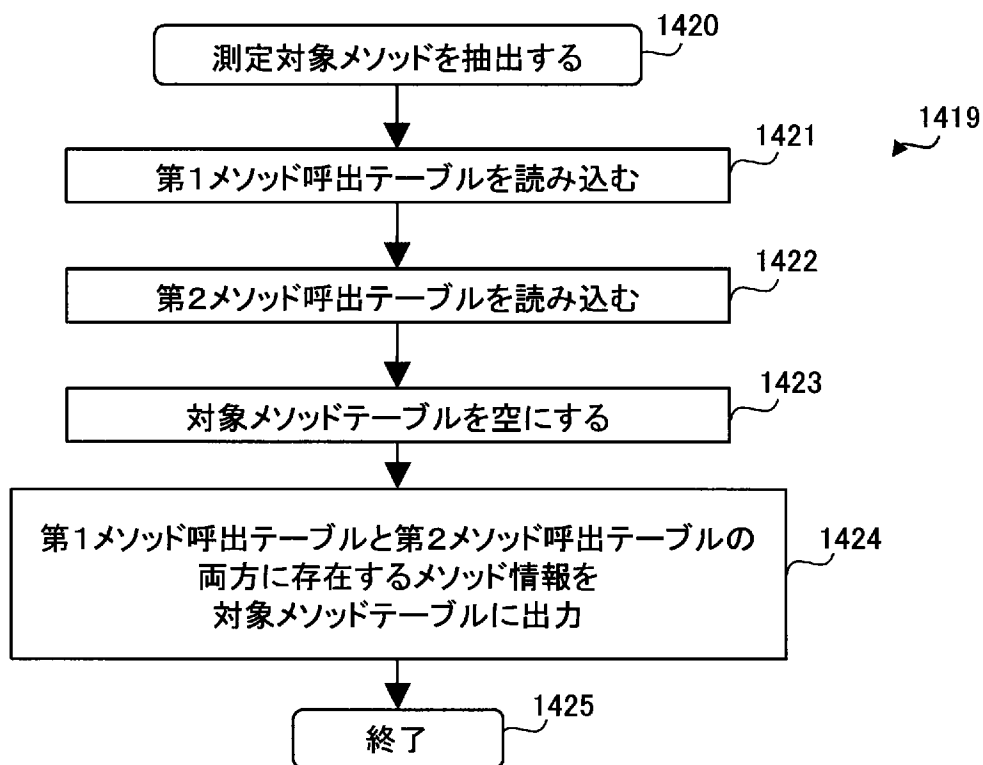 1420
測定対象メソッドを抽出する
1419
1421
第1メソッド呼出テーブルを読み込む
1422
第2メソッド呼出テーブルを読み込む
1423
対象メソッドテーブルを空にする
1424
第1メソッド呼出テーブルと第2メソッド呼出テーブルの
両方に存在するメソッド情報を
対象メソッドテーブルに出力
1425
終了